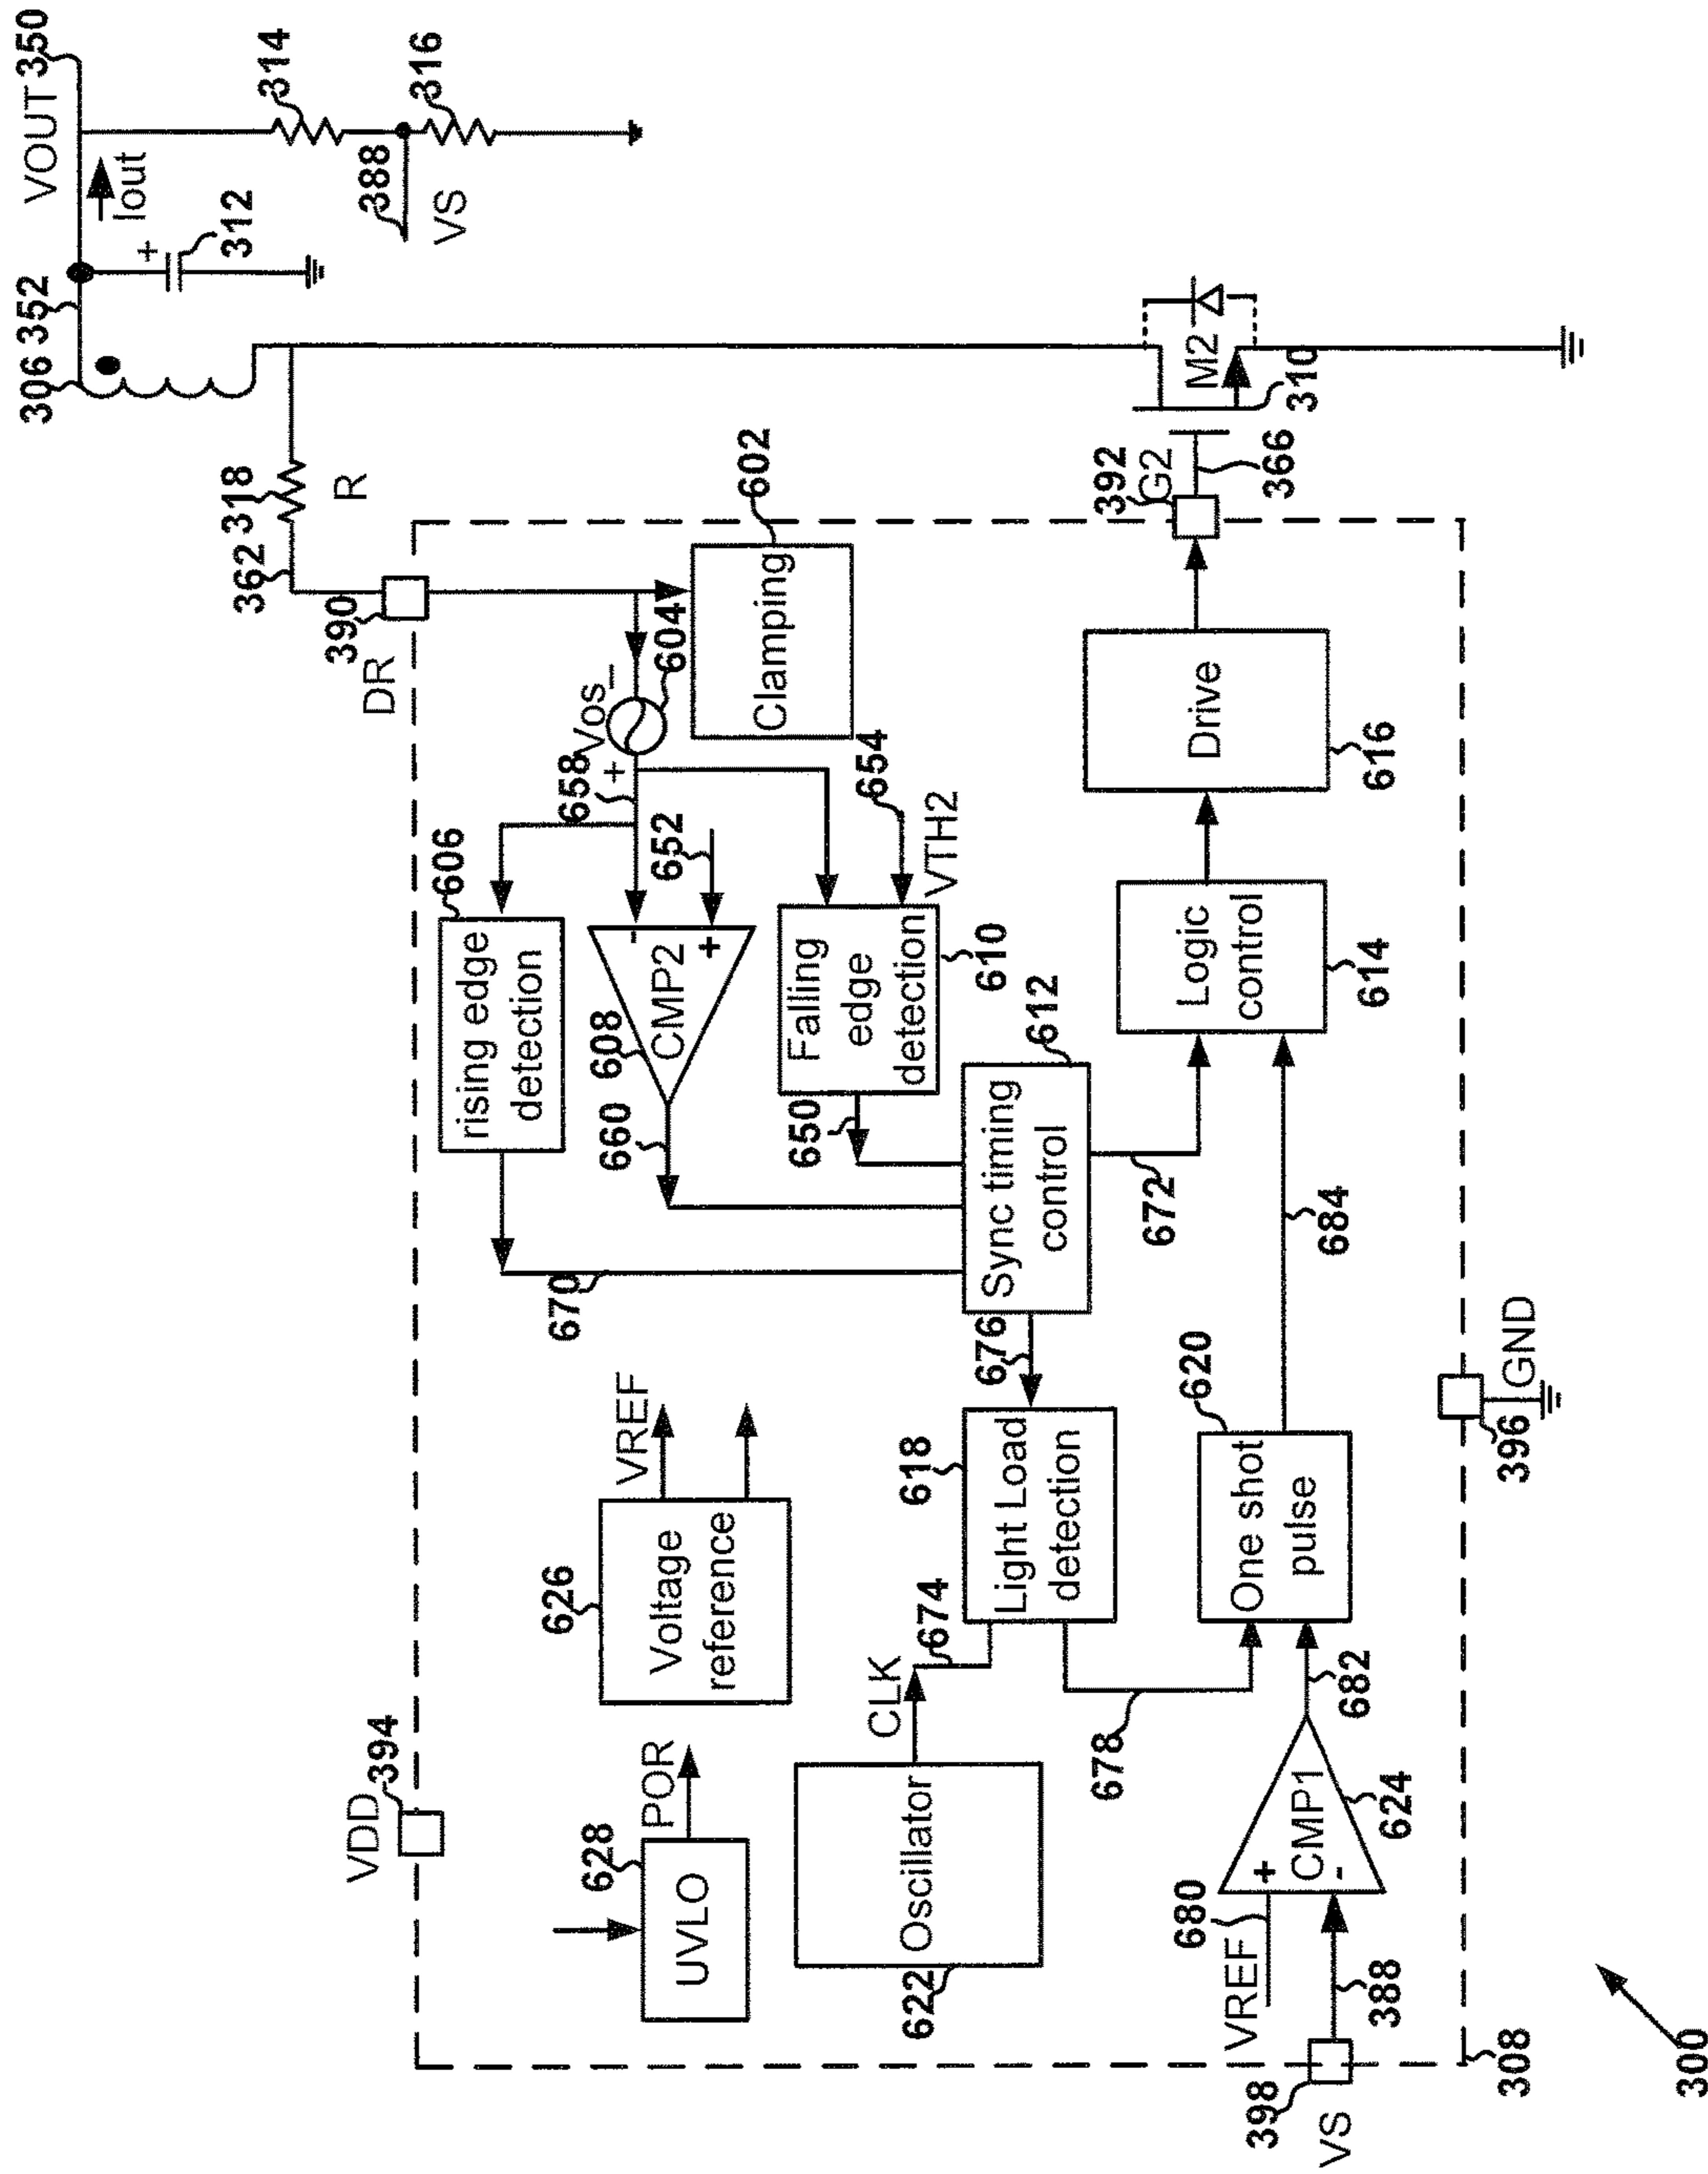 306
352
VOUT
350
Iout
+
312
314
316
388
VS
362
318
R
390
DR
602
Clamping
392
G2
366
M2
310
Vos
-
604
658
+
652
654
VTH2
606
rising edge
detection
608
CMP2
-
+
660
Falling
edge
detection
610
650
Drive
616
Logic
control
614
612
Sync timing
control
670
672
676
684
VREF
626
Voltage
reference
618
Light Load
detection
674
CLK
678
620
One shot
pulse
682
396
GND
VDD
394
POR
628
UVLO
Oscillator
622
624
CMP1
+
-
680
VREF
388
398
VS
308
300